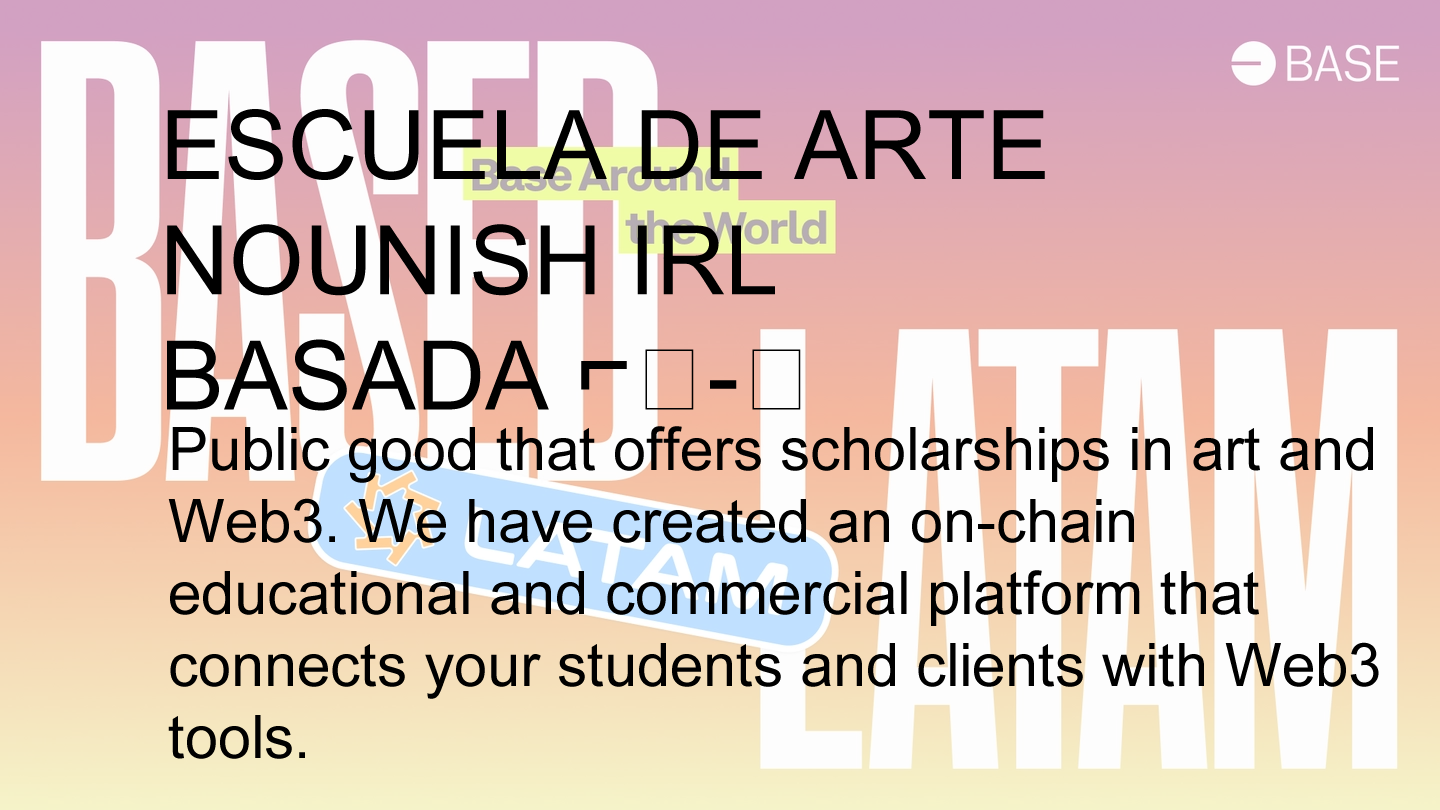 BASED
BASE
ESCUELA DE ARTE
Base Around
the World
NOUNISH IRL
BASADA ⌐□-□
LATAM
Public good that offers scholarships in art and
Web3. We have created an on-chain
LATAM
educational and commercial platform that
connects your students and clients with Web3
tools.